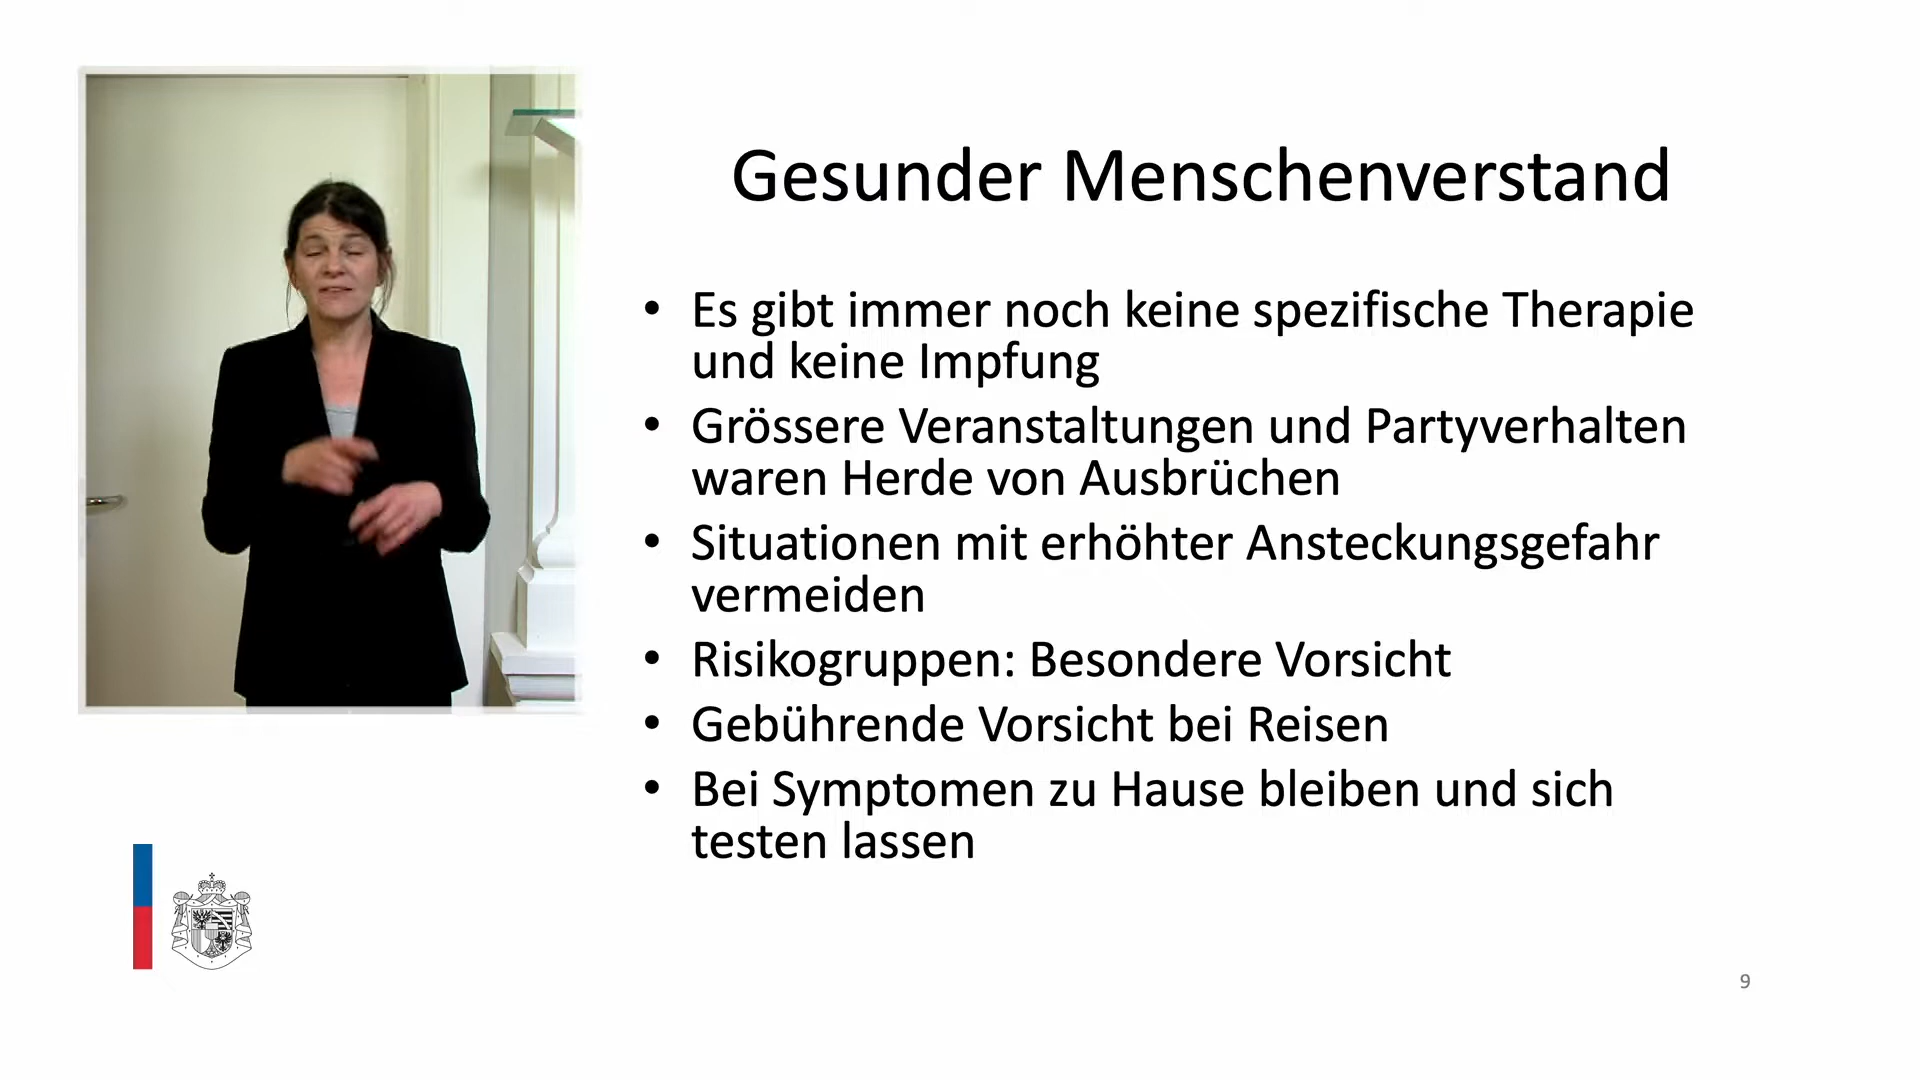 Gesunder Menschenverstand
• Es gibt immer noch keine spezifische Therapie
und keine Impfung
• Grössere Veranstaltungen und Partyverhalten
waren Herde von Ausbrüchen
• Situationen mit erhöhter Ansteckungsgefahr
vermeiden
• Risikogruppen: Besondere Vorsicht
• Gebührende Vorsicht bei Reisen
• Bei Symptomen zu Hause bleiben und sich
testen lassen
9